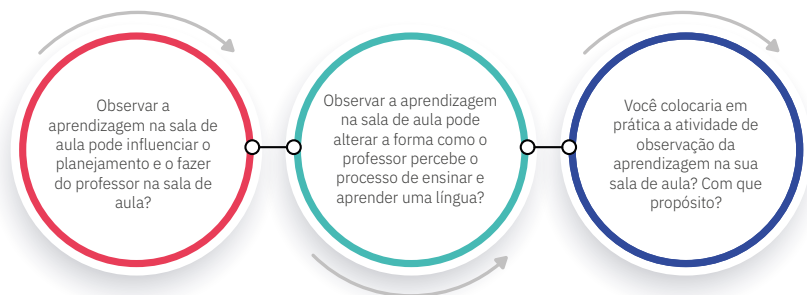 Observar a
aprendizagem na sala de
aula pode influenciar o
planejamento e o fazer
do professor na sala de
aula?
Observar a aprendizagem
na sala de aula pode
alterar a forma como o
professor percebe o
processo de ensinar e
aprender uma língua?
Você colocaria em
prática a atividade de
observação da
aprendizagem na sua
sala de aula? Com que
propósito?